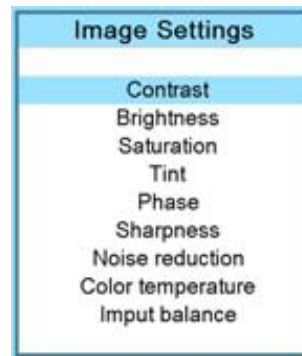 Image Settings
Contrast
Brightness
Saturation
Tint
Phase
Sharpness
Noise reduction
Color temperature
Imput balance